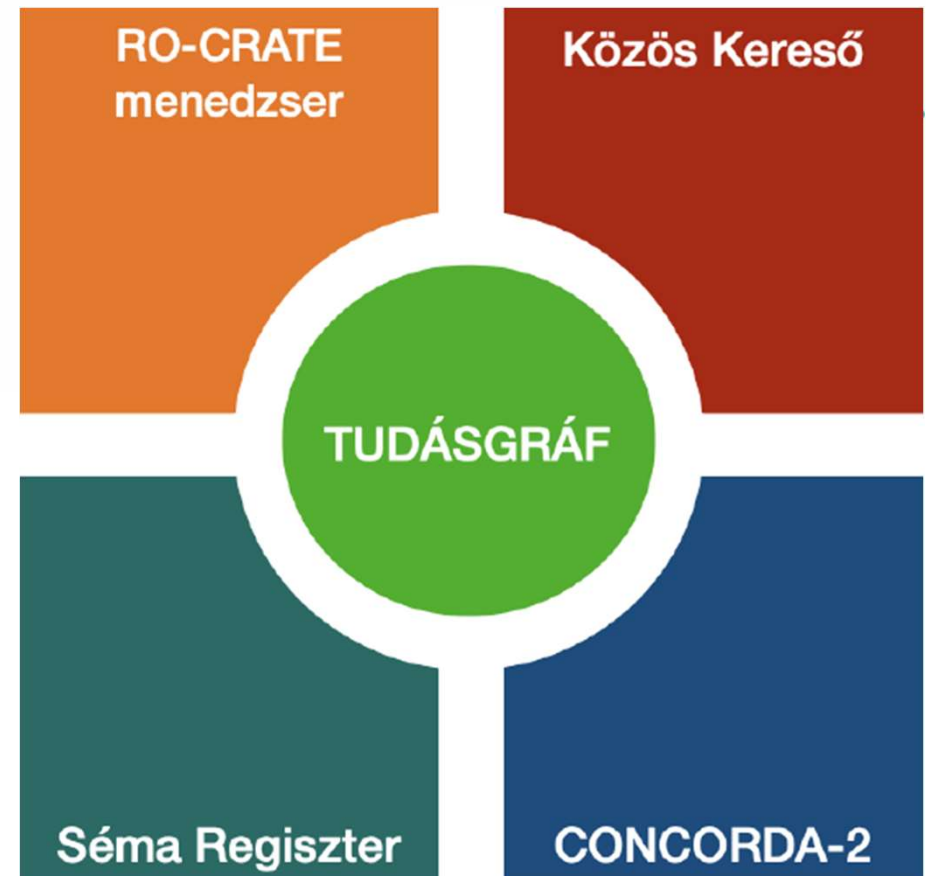 RO-CRATE
menedzser
Közös Kereső
TUDÁSGRÁF
Séma Regiszter
CONCORDA-2